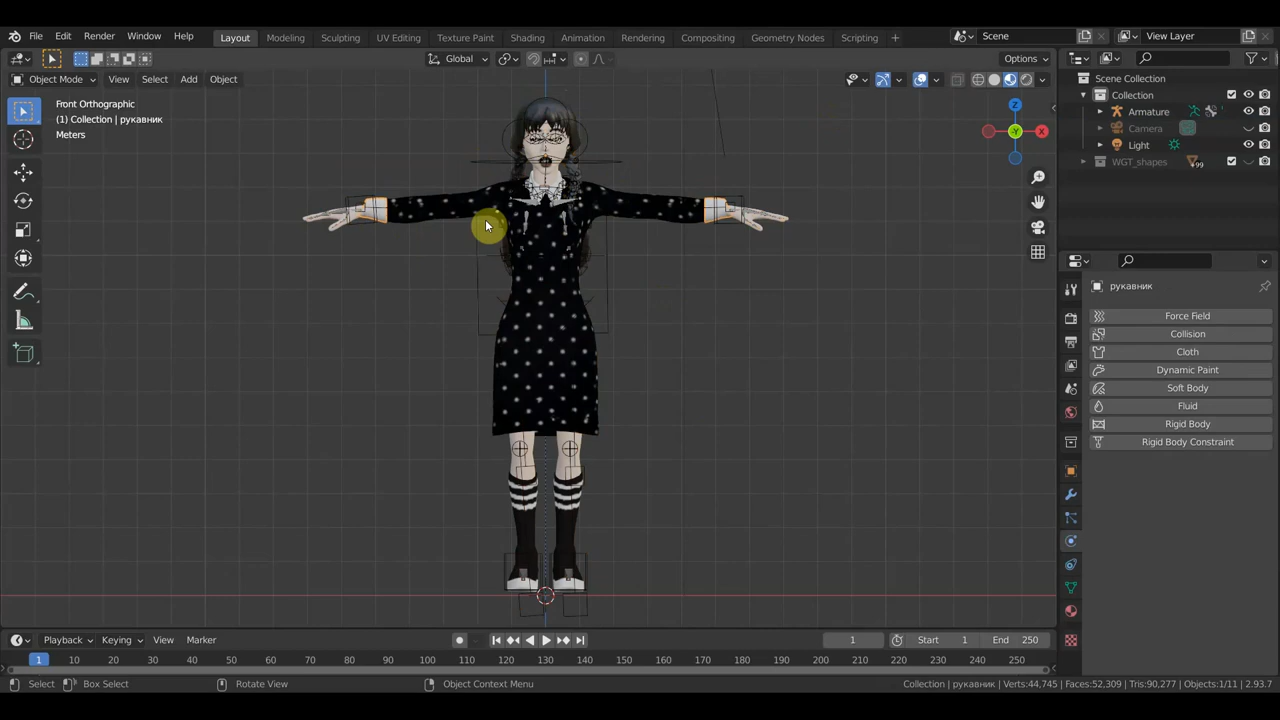 File Edit Render Window Help Layout Modeling Sculpting UV Editing Texture Paint Shading Animation Rendering Compositing Geometry Nodes Scripting + Scene View Layer
Global Options
Object Mode View Select Add Object
Front Orthographic
(1) Collection | рукавник
Meters
Scene Collection
Collection
Armature
Camera
Light
WGT_shapes 99
Z
X
-Y
рукавник
Force Field
Collision
Cloth
Dynamic Paint
Soft Body
Fluid
Rigid Body
Rigid Body Constraint
Playback Keying View Marker 1 Start 1 End 250
1 10 20 30 40 50 60 70 80 90 100 110 120 130 140 150 160 170 180 190 200 210 220 230 240 250
Select Box Select Rotate View Object Context Menu Collection | рукавник | Verts:44,745 | Faces:52,309 | Tris:90,277 | Objects:1/11 | 2.93.7